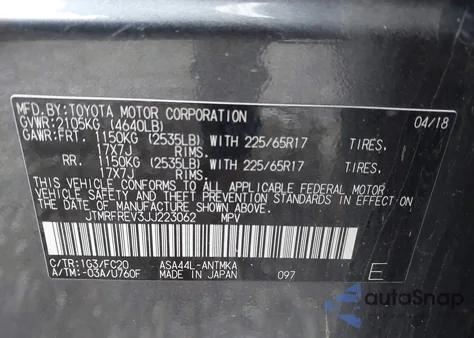 MFD.BY:TOYOTA MOTOR CORPORATION 04/18
GVWR:2105KG (4640LB)
GAWR:FRT. 1150KG (2535LB) WITH 225/65R17 TIRES,
17X7J RIMS.
RR. 1150KG (2535LB) WITH 225/65R17 TIRES,
17X7J RIMS.
THIS VEHICLE CONFORMS TO ALL APPLICABLE FEDERAL MOTOR
VEHICLE SAFETY STANDARDS IN EFFECT ON
THE DATE OF MANUFACTURE SHOWN ABOVE.
JTMRFREV3JJ223062 MPV
C/TR:1G3/FC20 ASA44L-ANTMKA
A/TM:-03A/U760F MADE IN JAPAN 097 E
autoSnap